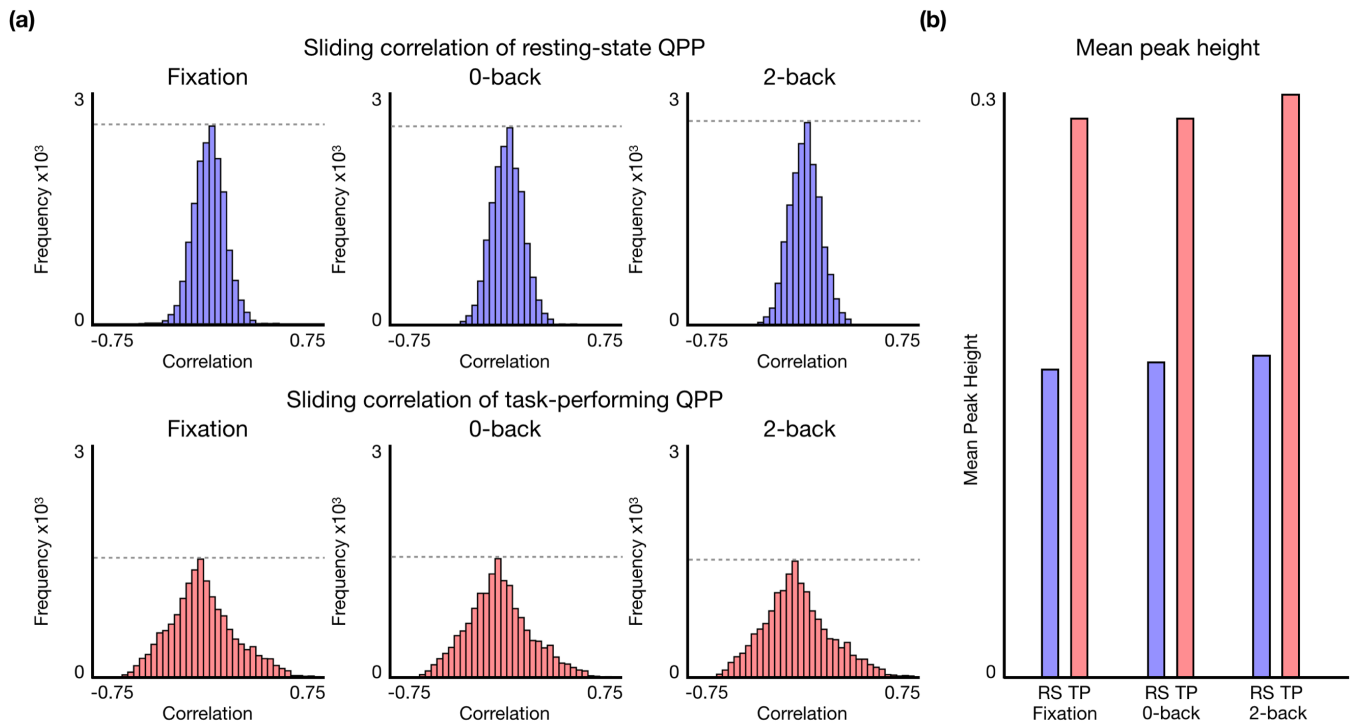 (a)
Sliding correlation of resting-state QPP
Fixation
0-back
2-back
3
Frequency x10³
0
-0.75
0.75
Correlation
3
Frequency x10³
0
-0.75
0.75
Correlation
3
Frequency x10³
0
-0.75
0.75
Correlation
Sliding correlation of task-performing QPP
Fixation
0-back
2-back
3
Frequency x10³
0
-0.75
0.75
Correlation
3
Frequency x10³
0
-0.75
0.75
Correlation
3
Frequency x10³
0
-0.75
0.75
Correlation
(b)
Mean peak height
0.3
Mean Peak Height
0
RS TP
Fixation
RS TP
0-back
RS TP
2-back